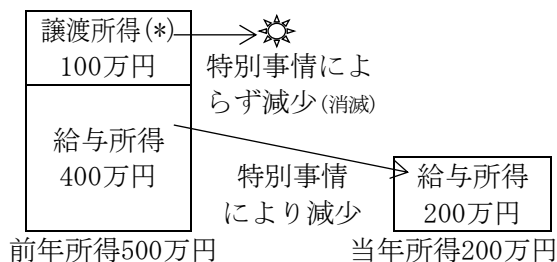 譲渡所得(*)
100万円
特別事情によ
らず減少(消滅)
給与所得
400万円
特別事情
により減少
給与所得
200万円
前年所得500万円
当年所得200万円